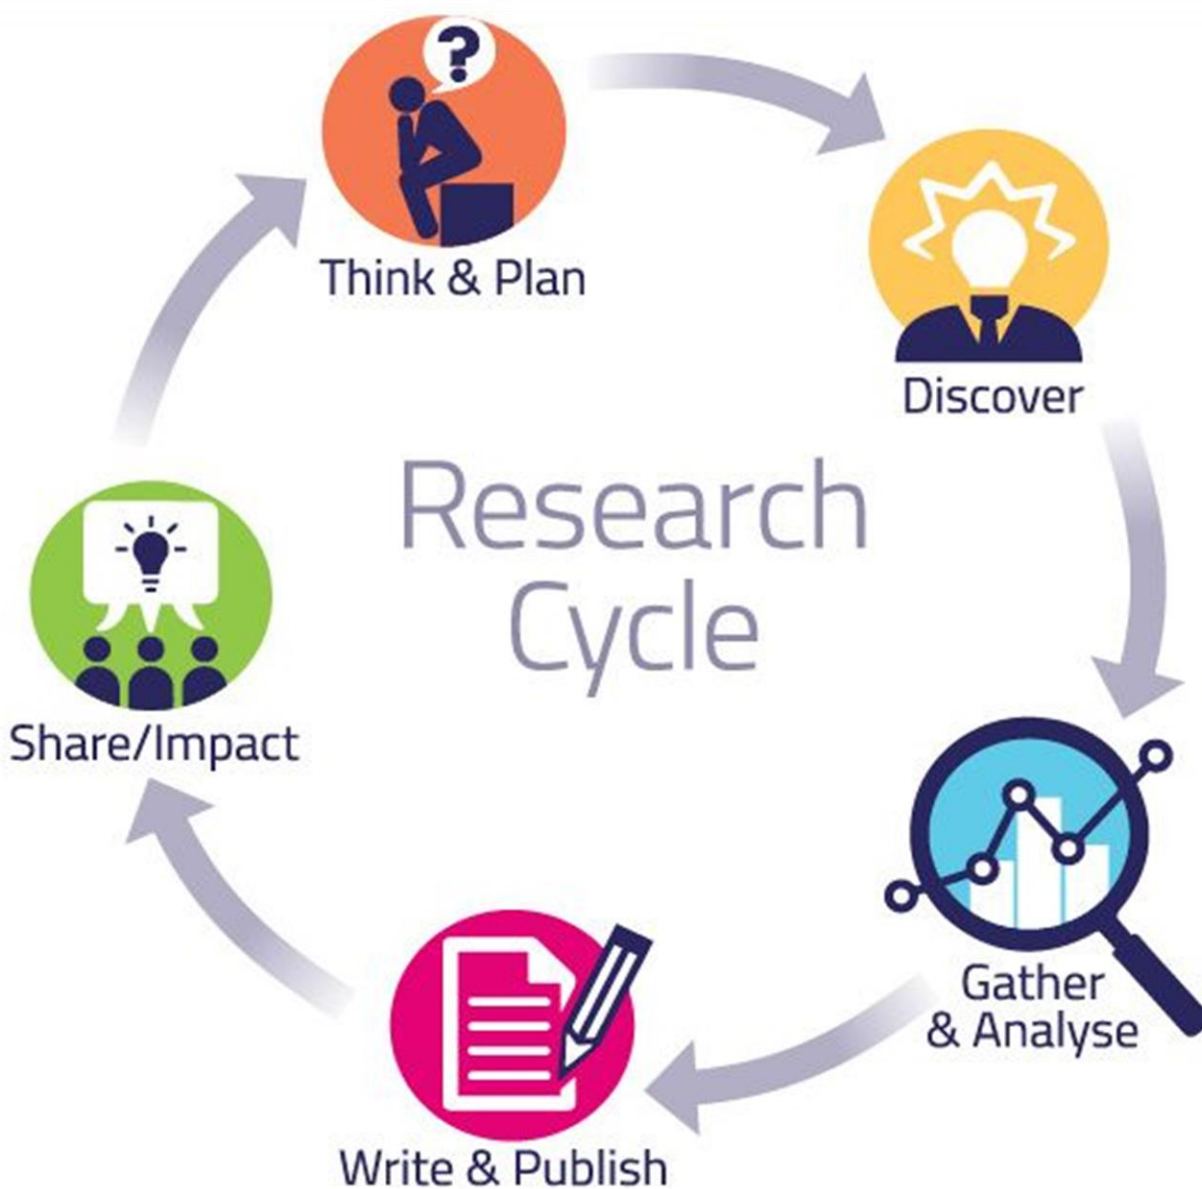 ?
Think & Plan
Discover
Research
Cycle
Share/Impact
Gather
& Analyse
Write & Publish